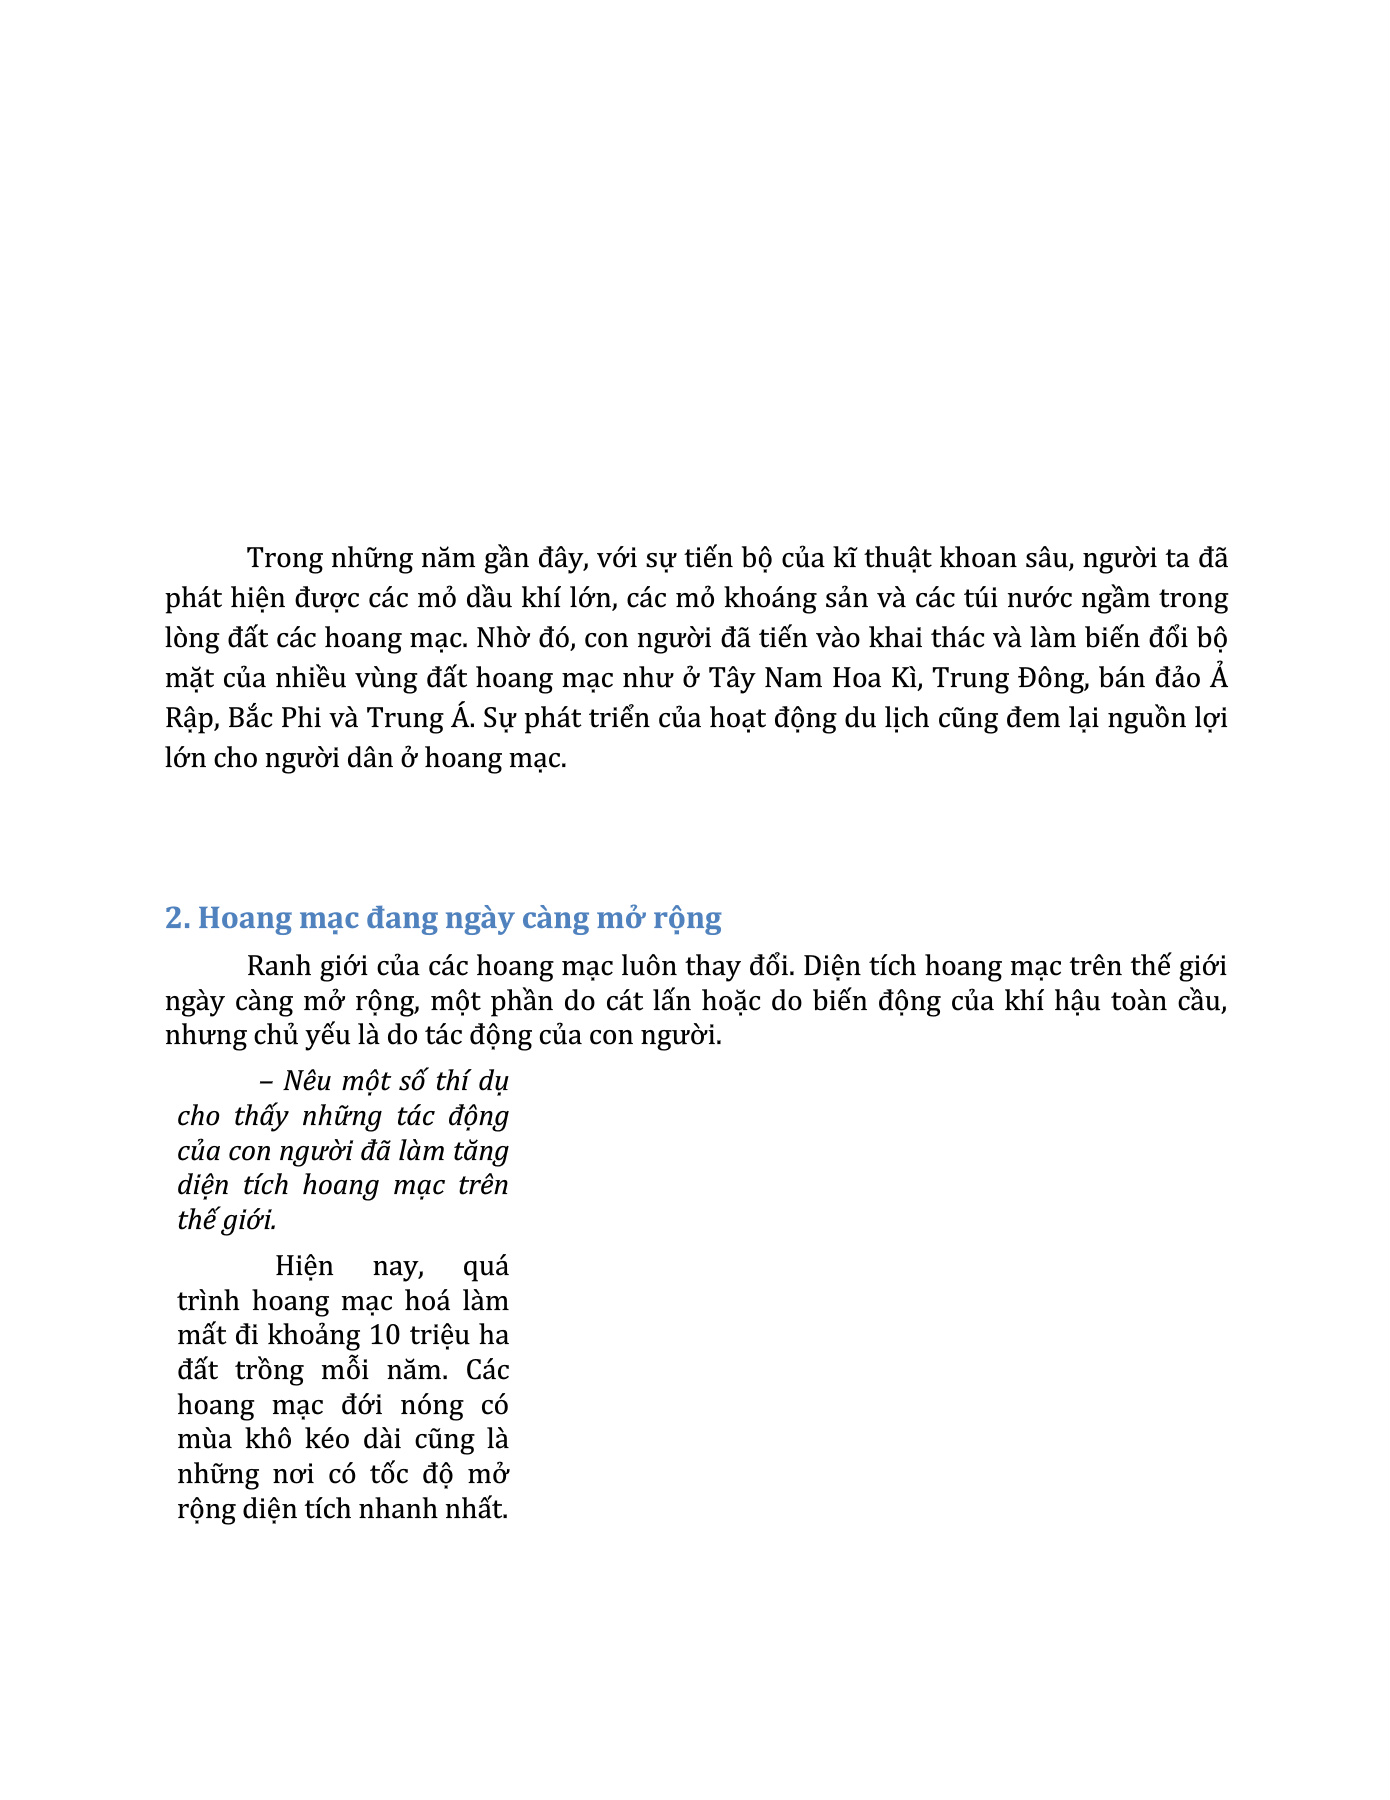 Trong những năm gần đây, với sự tiến bộ của kĩ thuật khoan sâu, người ta đã
phát hiện được các mỏ dầu khí lớn, các mỏ khoáng sản và các túi nước ngầm trong
lòng đất các hoang mạc. Nhờ đó, con người đã tiến vào khai thác và làm biến đổi bộ
mặt của nhiều vùng đất hoang mạc như ở Tây Nam Hoa Kì, Trung Đông, bán đảo Ả
Rập, Bắc Phi và Trung Á. Sự phát triển của hoạt động du lịch cũng đem lại nguồn lợi
lớn cho người dân ở hoang mạc.
2. Hoang mạc đang ngày càng mở rộng
Ranh giới của các hoang mạc luôn thay đổi. Diện tích hoang mạc trên thế giới
ngày càng mở rộng, một phần do cát lấn hoặc do biến động của khí hậu toàn cầu,
nhưng chủ yếu là do tác động của con người.
– Nêu một số thí dụ
cho thấy những tác động
của con người đã làm tăng
diện tích hoang mạc trên
thế giới.
Hiện nay, quá
trình hoang mạc hoá làm
mất đi khoảng 10 triệu ha
đất trồng mỗi năm. Các
hoang mạc đới nóng có
mùa khô kéo dài cũng là
những nơi có tốc độ mở
rộng diện tích nhanh nhất.